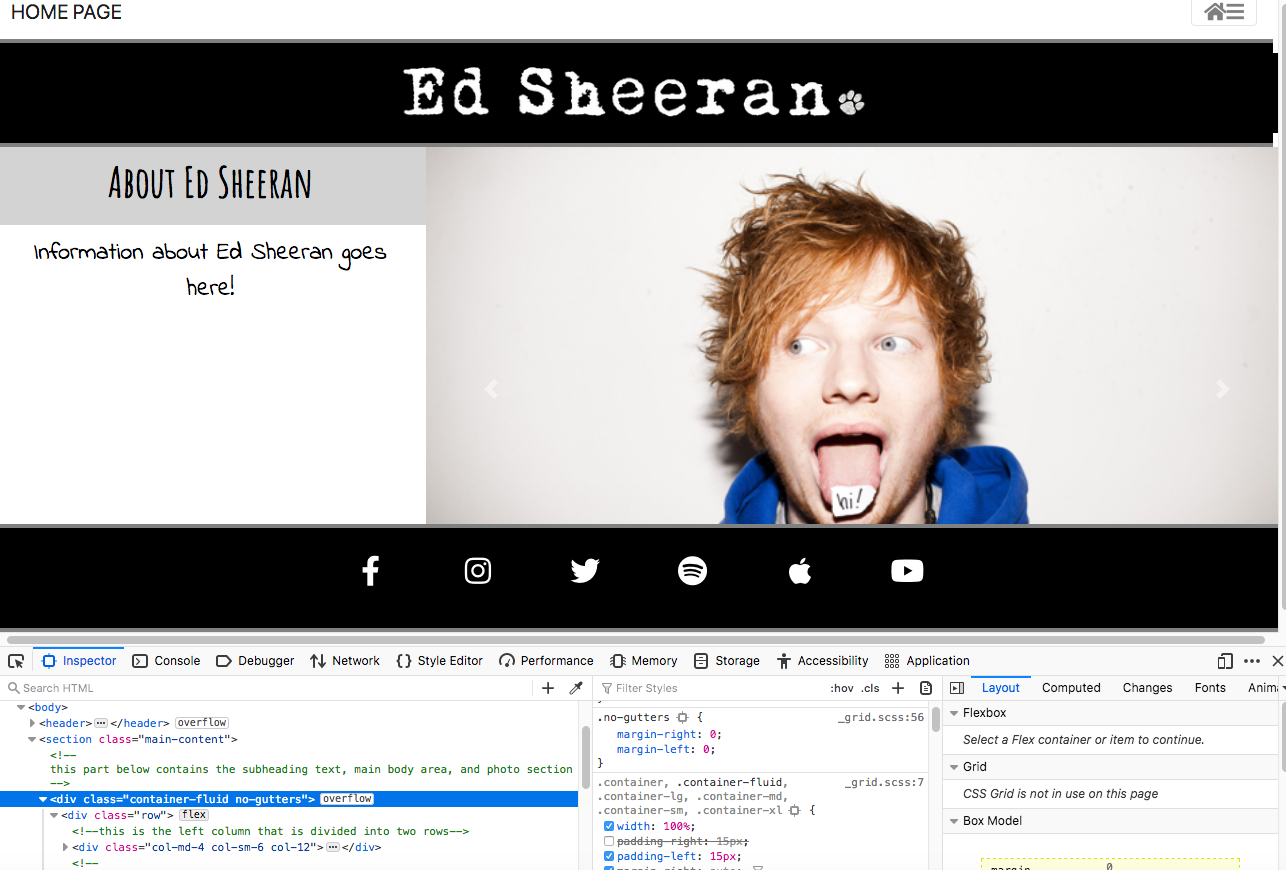 HOME PAGE
Ed Sheeran
About Ed Sheeran
Information about Ed Sheeran goes
here!
hi!
Inspector Console Debugger Network {} Style Editor Performance Memory Storage Accessibility Application
Search HTML
Filter Styles :hov .cls
Layout Computed Changes Fonts
<body>
<header> </header> overflow
<section class="main-content">
<!--
this part below contains the subheading text, main body area, and photo section
-->
<div class="container-fluid no-gutters"> overflow
<div class="row"> flex
<!--this is the left column that is divided into two rows-->
<div class="col-md-4 col-sm-6 col-12"> </div>
<!--
.no-gutters { _grid.scss:56
margin-right: 0;
margin-left: 0;
}
.container, .container-fluid, _grid.scss:7
.container-lg, .container-md,
.container-sm, .container-xl {
width: 100%;
padding-right: 15px;
padding-left: 15px;
margin-right: auto;
Flexbox
Select a Flex container or item to continue.
Grid
CSS Grid is not in use on this page
Box Model
margin 0